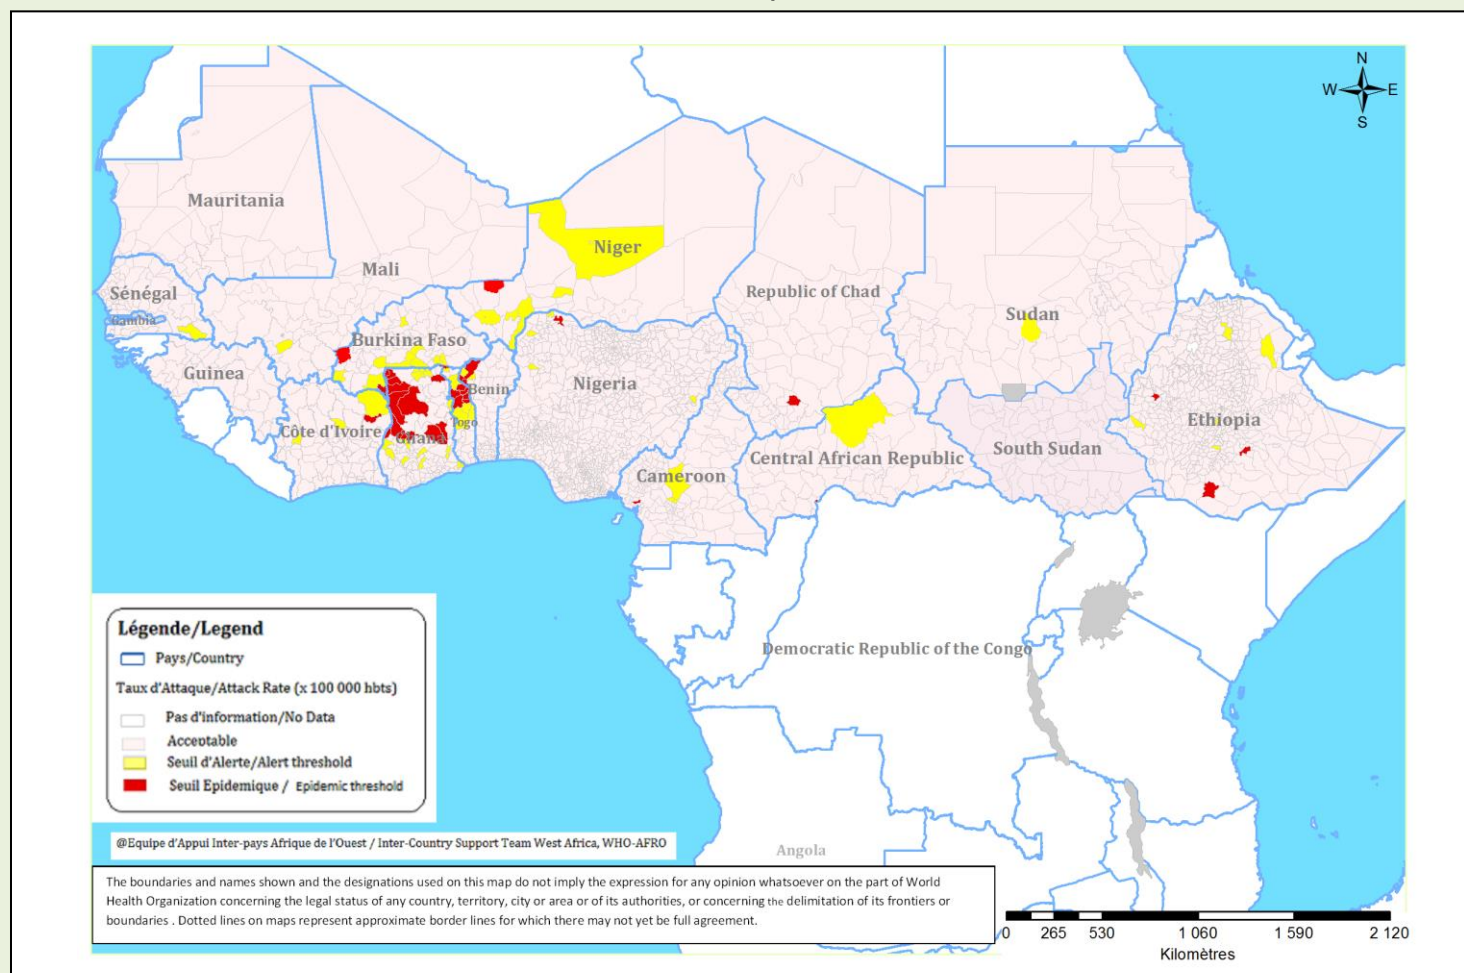 N
W E
S
Mauritania
Niger
Mali
Sénégal
Gambia
Republic of Chad
Sudan
Burkina Faso
Guinea
Nigeria
Benin
Togo
Côte d'Ivoire
Ghana
Ethiopia
South Sudan
Central African Republic
Cameroon
Democratic Republic of the Congo
Angola
Légende/Legend
Pays/Country
Taux d'Attaque/Attack Rate (x 100 000 hbts)
Pas d'information/No Data
Acceptable
Seuil d'Alerte/Alert threshold
Seuil Epidemique / Epidemic threshold
@Equipe d'Appui Inter-pays Afrique de l'Ouest / Inter-Country Support Team West Africa, WHO-AFRO
The boundaries and names shown and the designations used on this map do not imply the expression for any opinion whatsoever on the part of World
Health Organization concerning the legal status of any country, territory, city or area or of its authorities, or concerning the delimitation of its frontiers or
boundaries . Dotted lines on maps represent approximate border lines for which there may not yet be full agreement.
0 265 530 1 060 1 590 2 120
Kilomètres